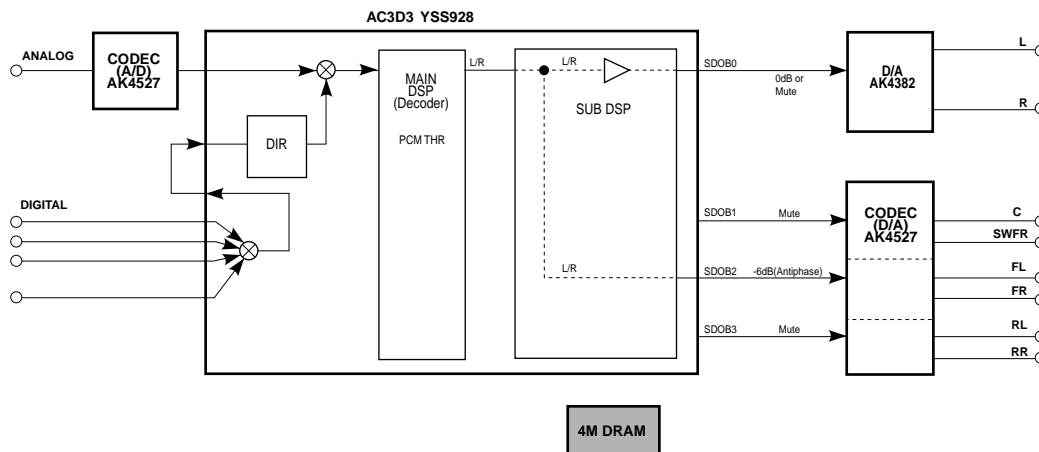 AC3D3 YSS928
ANALOG
CODEC
(A/D)
AK4527
MAIN
DSP
(Decoder)
PCM THR
L/R
L/R
SUB DSP
SDOB0
0dB or
Mute
D/A
AK4382
L
R
DIR
DIGITAL
SDOB1
Mute
CODEC
(D/A)
AK4527
C
SWFR
L/R
SDOB2
-6dB(Antiphase)
FL
FR
SDOB3
Mute
RL
RR
4M DRAM